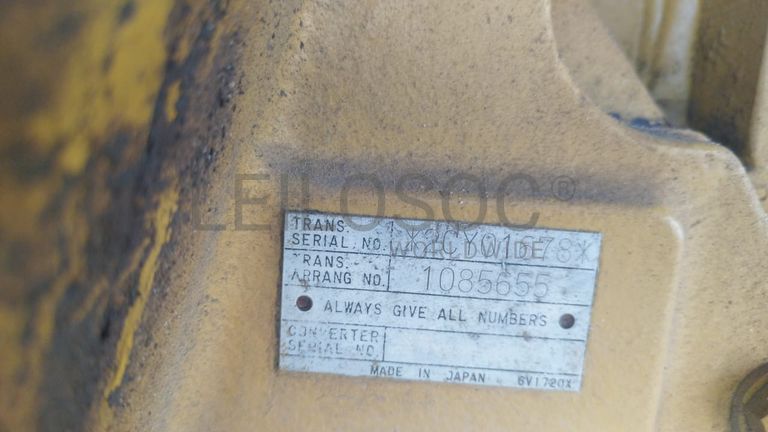 LEILOSOC®
WORLDWIDE
TRANS.
SERIAL NO.
TRANS.
ARRANG NO. 1085655
ALWAYS GIVE ALL NUMBERS
CONVERTER
SERIAL NO.
MADE IN JAPAN 6V1720X